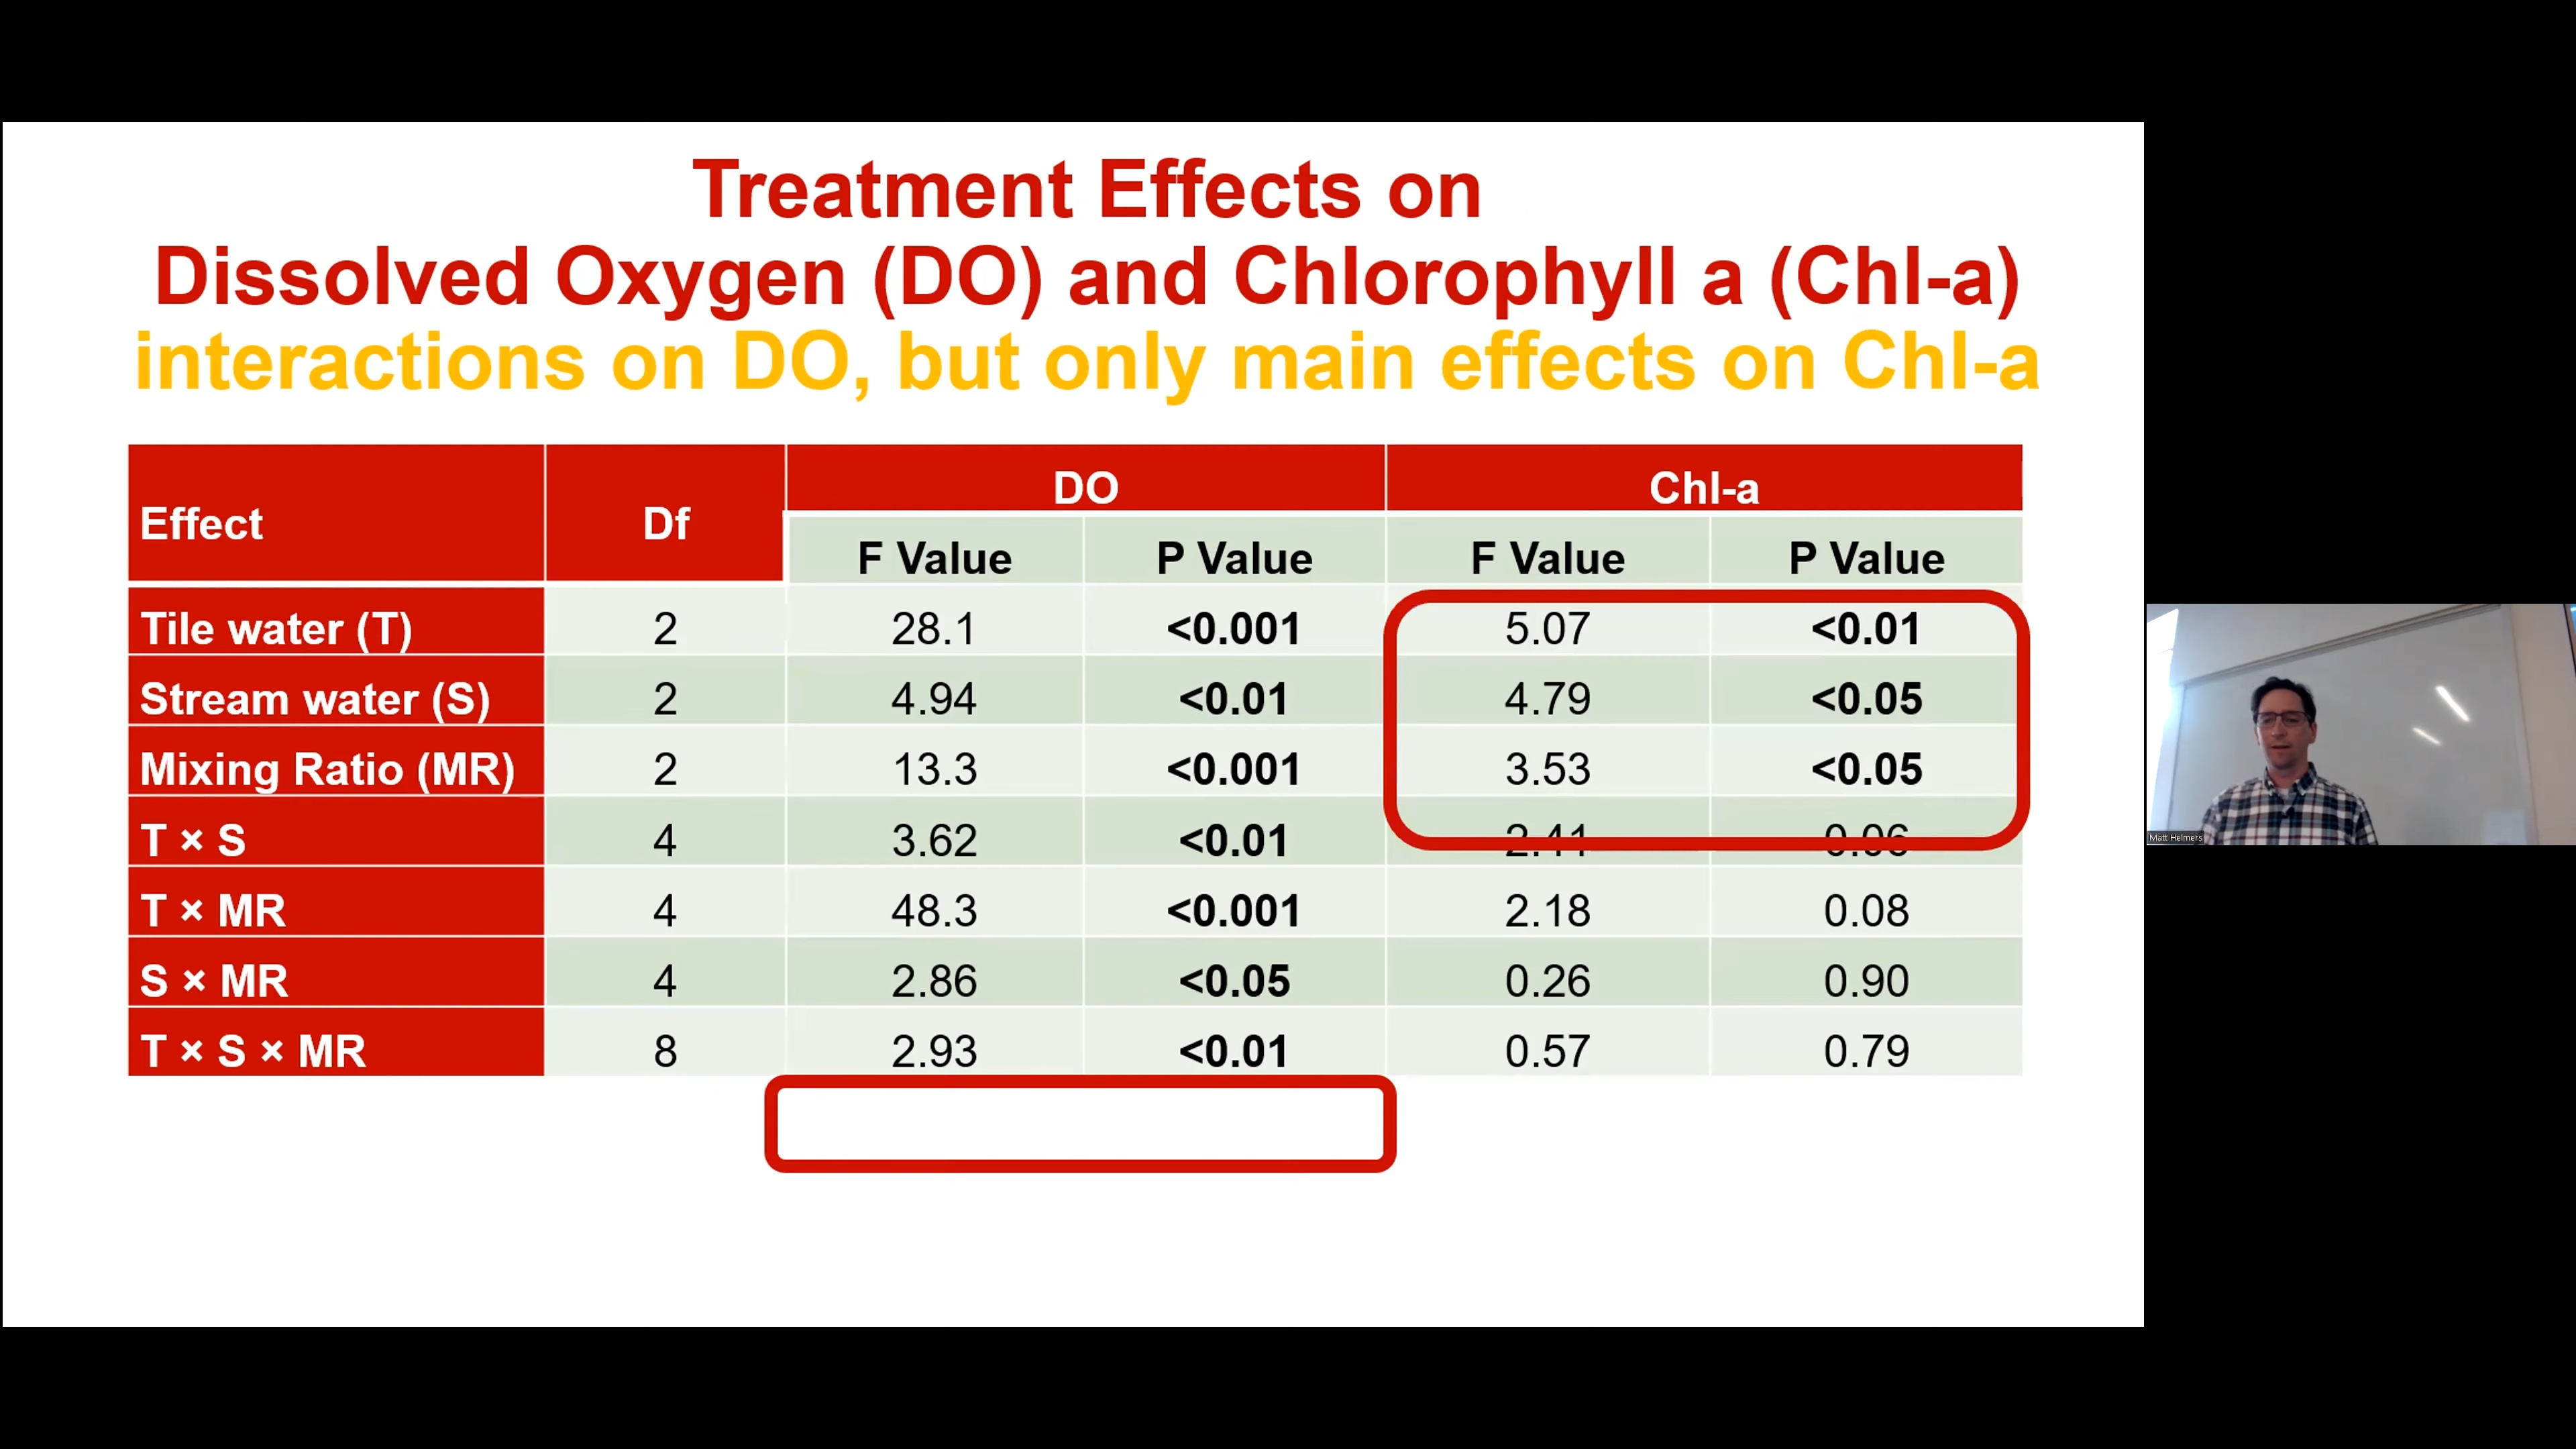 Treatment Effects on
Dissolved Oxygen (DO) and Chlorophyll a (Chl-a)
interactions on DO, but only main effects on Chl-a
Effect Df DO Chl-a
F Value P Value F Value P Value
Tile water (T) 2 28.1 <0.001 5.07 <0.01
Stream water (S) 2 4.94 <0.01 4.79 <0.05
Mixing Ratio (MR) 2 13.3 <0.001 3.53 <0.05
T × S 4 3.62 <0.01 2.41 0.06
T × MR 4 48.3 <0.001 2.18 0.08
S × MR 4 2.86 <0.05 0.26 0.90
T × S × MR 8 2.93 <0.01 0.57 0.79
Matt Helmers